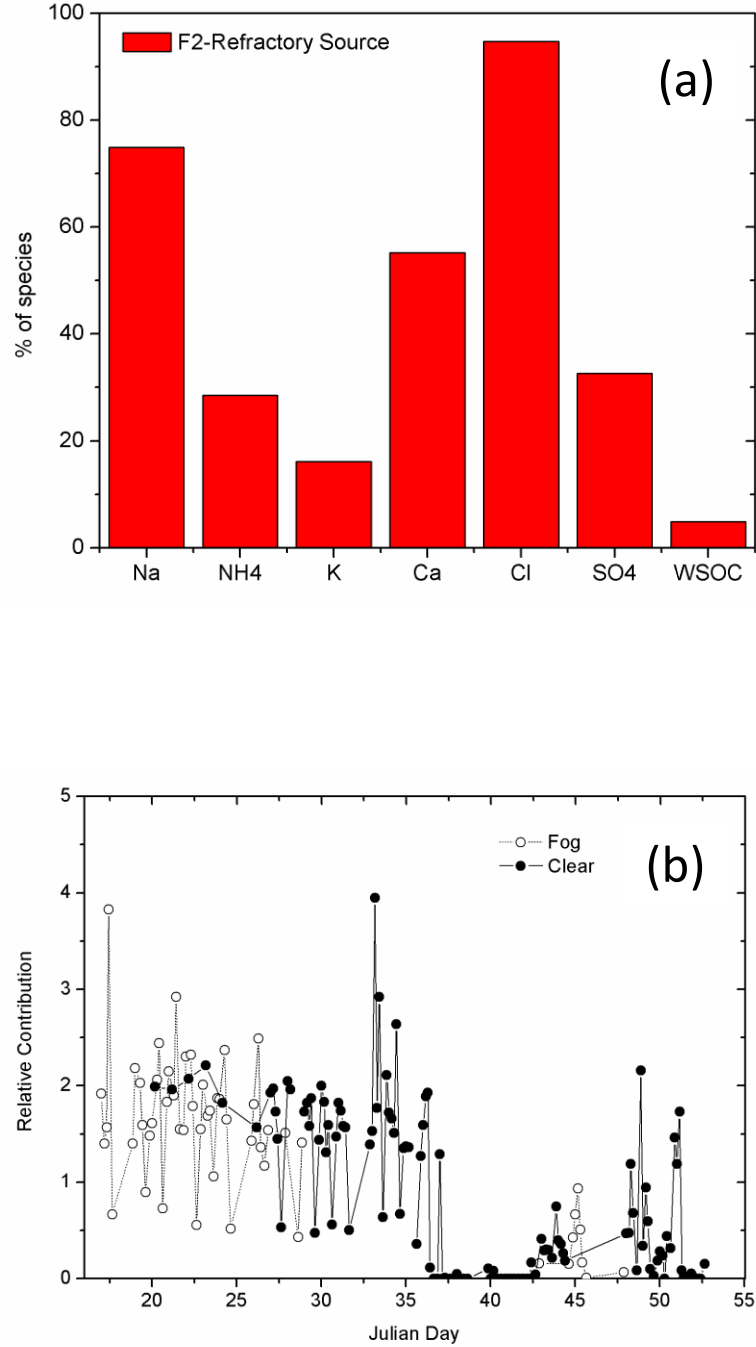 100
80
60
40
20
0
% of species
F2-Refractory Source
(a)
Na NH4 K Ca Cl SO4 WSOC
5
4
3
2
1
0
Relative Contribution
Fog
Clear
(b)
20 25 30 35 40 45 50 55
Julian Day